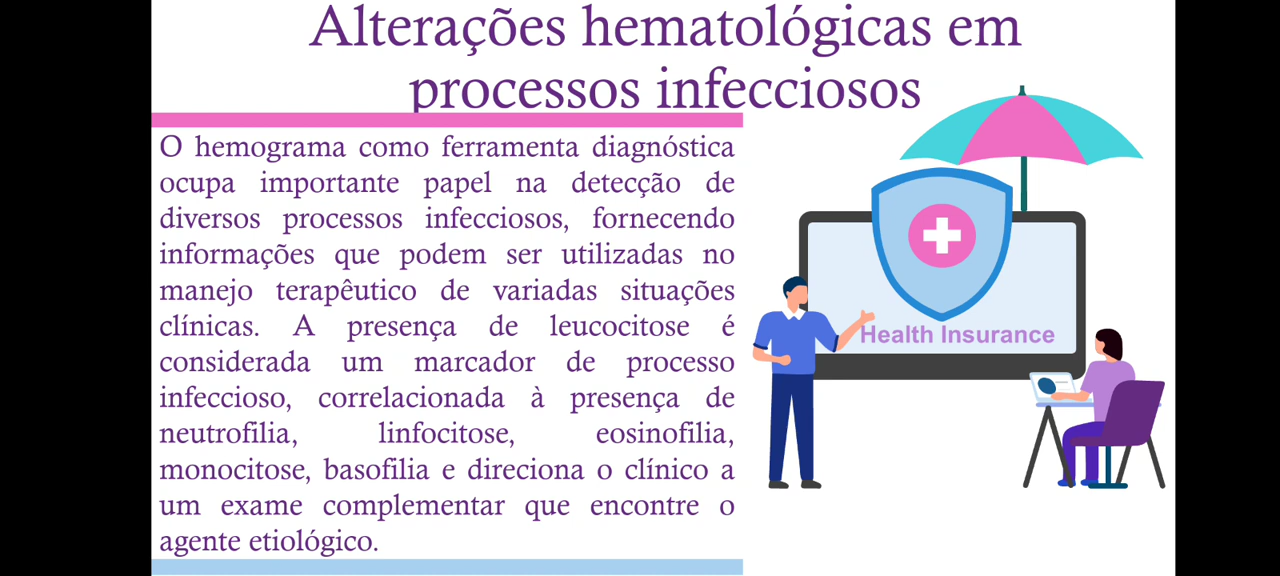 Alterações hematológicas em
processos infecciosos
O hemograma como ferramenta diagnóstica
ocupa importante papel na detecção de
diversos processos infecciosos, fornecendo
informações que podem ser utilizadas no
manejo terapêutico de variadas situações
clínicas. A presença de leucocitose é
considerada um marcador de processo
infeccioso, correlacionada à presença de
neutrofilia, linfocitose, eosinofilia,
monocitose, basofilia e direciona o clínico a
um exame complementar que encontre o
agente etiológico.
Health Insurance